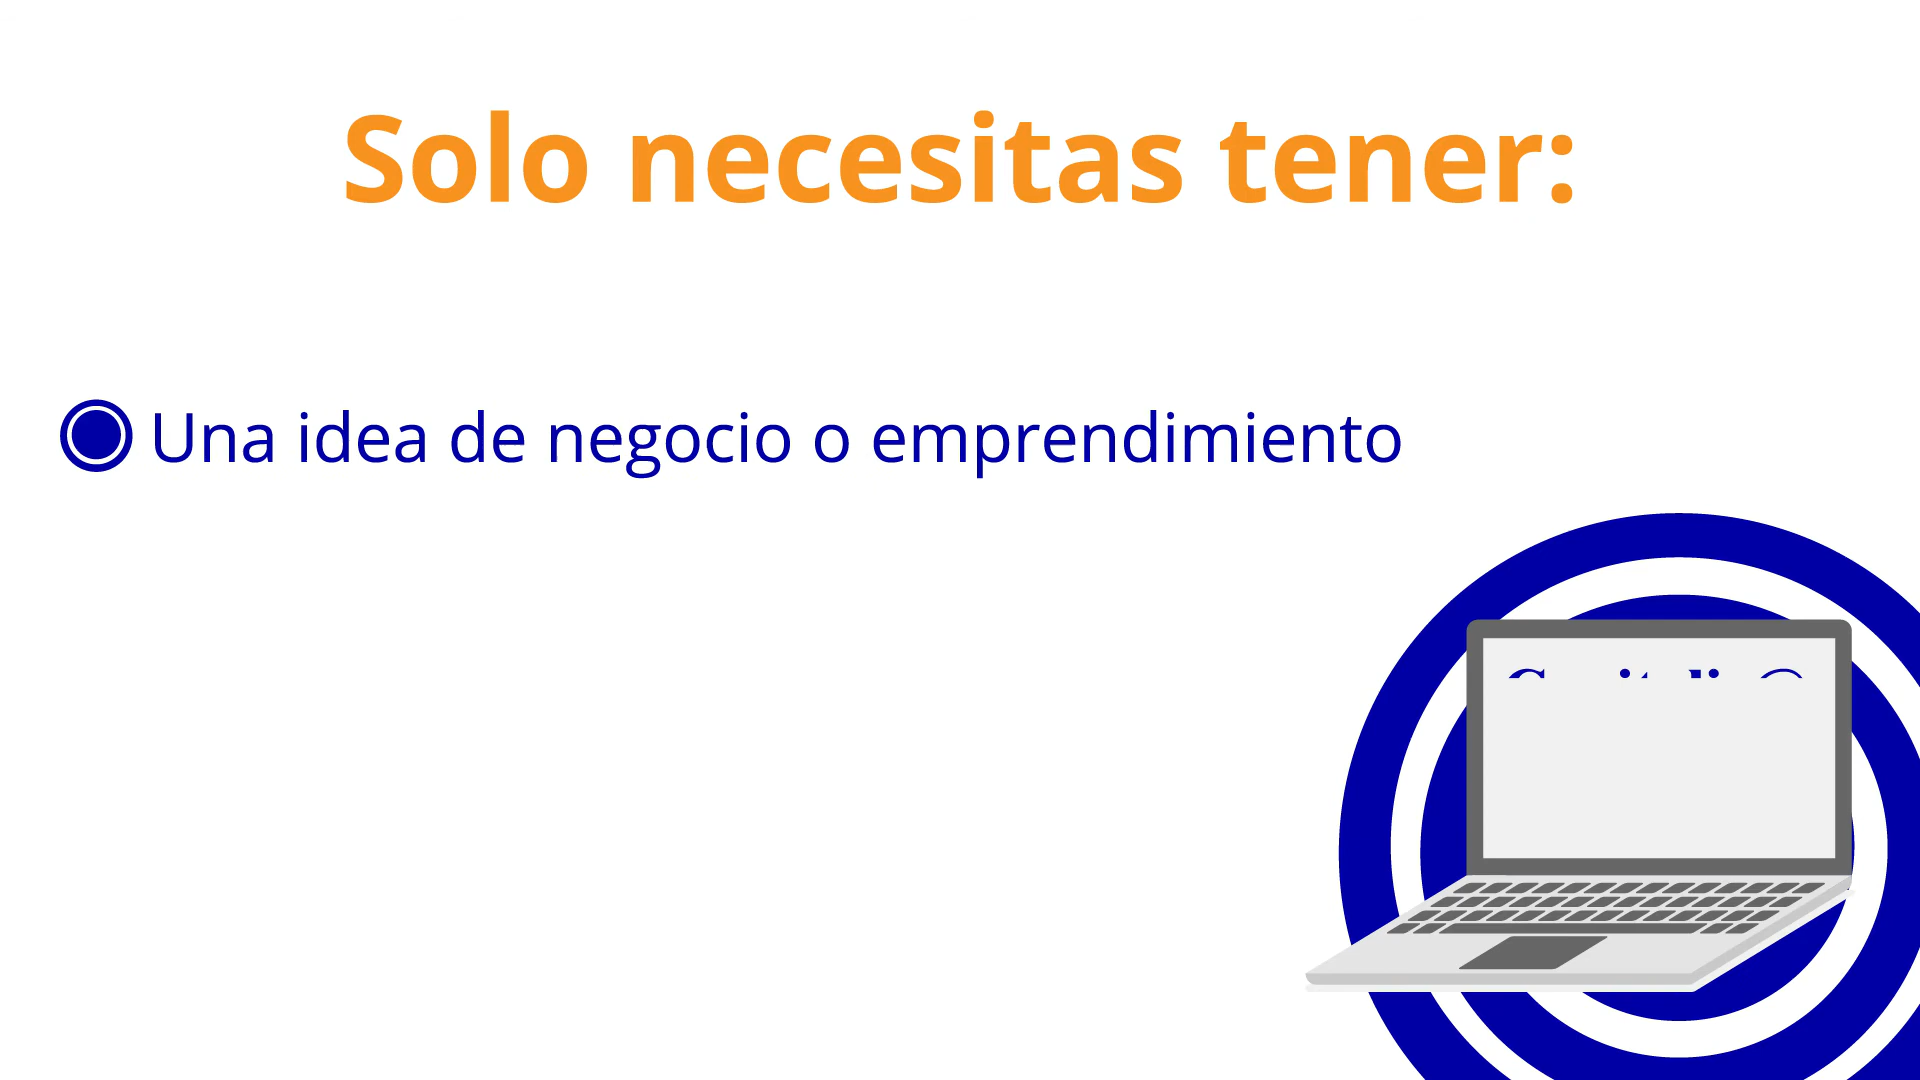 Solo necesitas tener:
Una idea de negocio o emprendimiento